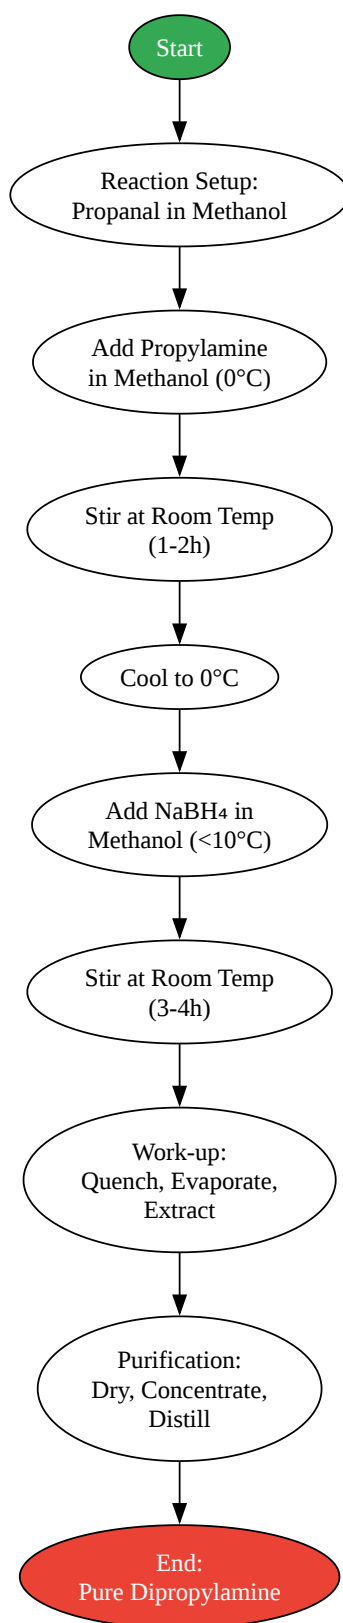 Start
Reaction Setup:
Propanal in Methanol
Add Propylamine
in Methanol (0°C)
Stir at Room Temp
(1-2h)
Cool to 0°C
Add NaBH₄ in
Methanol (<10°C)
Stir at Room Temp
(3-4h)
Work-up:
Quench, Evaporate,
Extract
Purification:
Dry, Concentrate,
Distill
End:
Pure Dipropylamine